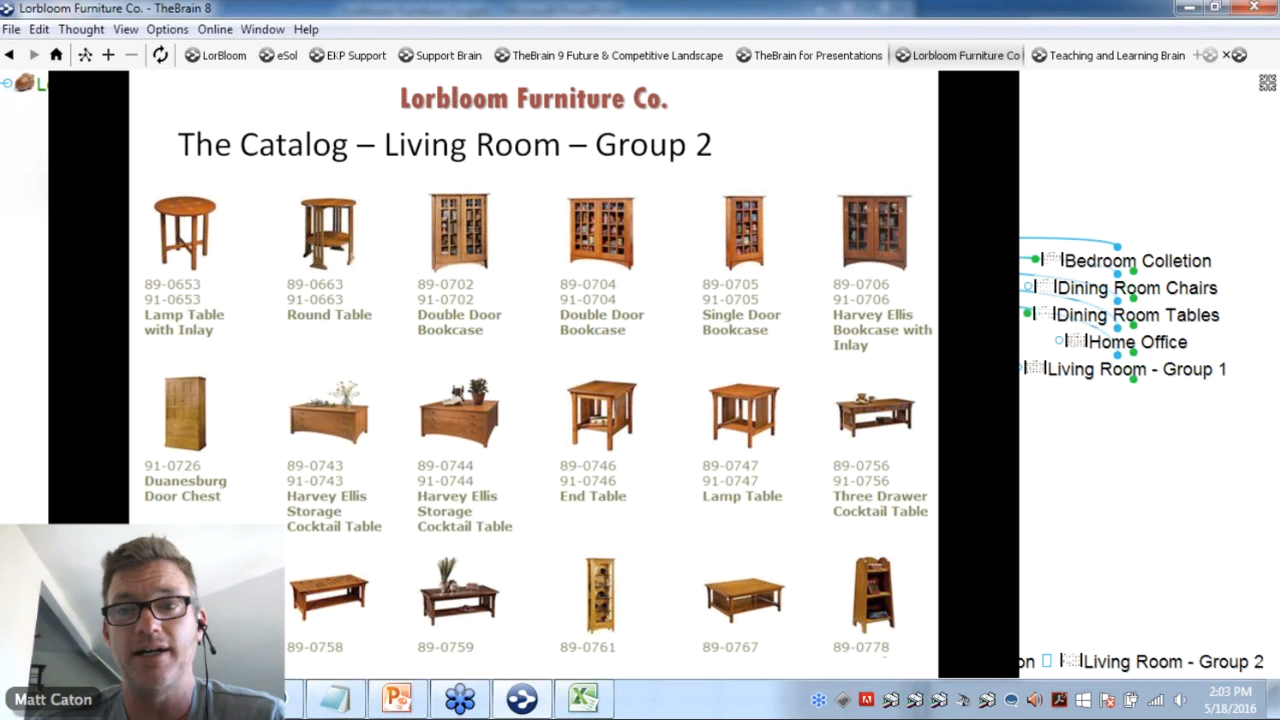 Lorbloom Furniture Co. - TheBrain 8
File Edit Thought View Options Online Window Help
LorBloom eSol EKP Support Support Brain TheBrain 9 Future & Competitive Landscape TheBrain for Presentations Lorbloom Furniture Co Teaching and Learning Brain
L
Lorbloom Furniture Co.
The Catalog – Living Room – Group 2
89-0653
91-0653
Lamp Table
with Inlay
89-0663
91-0663
Round Table
89-0702
91-0702
Double Door
Bookcase
89-0704
91-0704
Double Door
Bookcase
89-0705
91-0705
Single Door
Bookcase
89-0706
91-0706
Harvey Ellis
Bookcase with
Inlay
91-0726
Duanesburg
Door Chest
89-0743
91-0743
Harvey Ellis
Storage
Cocktail Table
89-0744
91-0744
Harvey Ellis
Storage
Cocktail Table
89-0746
91-0746
End Table
89-0747
91-0747
Lamp Table
89-0756
91-0756
Three Drawer
Cocktail Table
89-0758
89-0759
89-0761
89-0767
89-0778
Bedroom Colletion
Dining Room Chairs
Dining Room Tables
Home Office
Living Room - Group 1
on Living Room - Group 2
Matt Caton
2:03 PM
5/18/2016